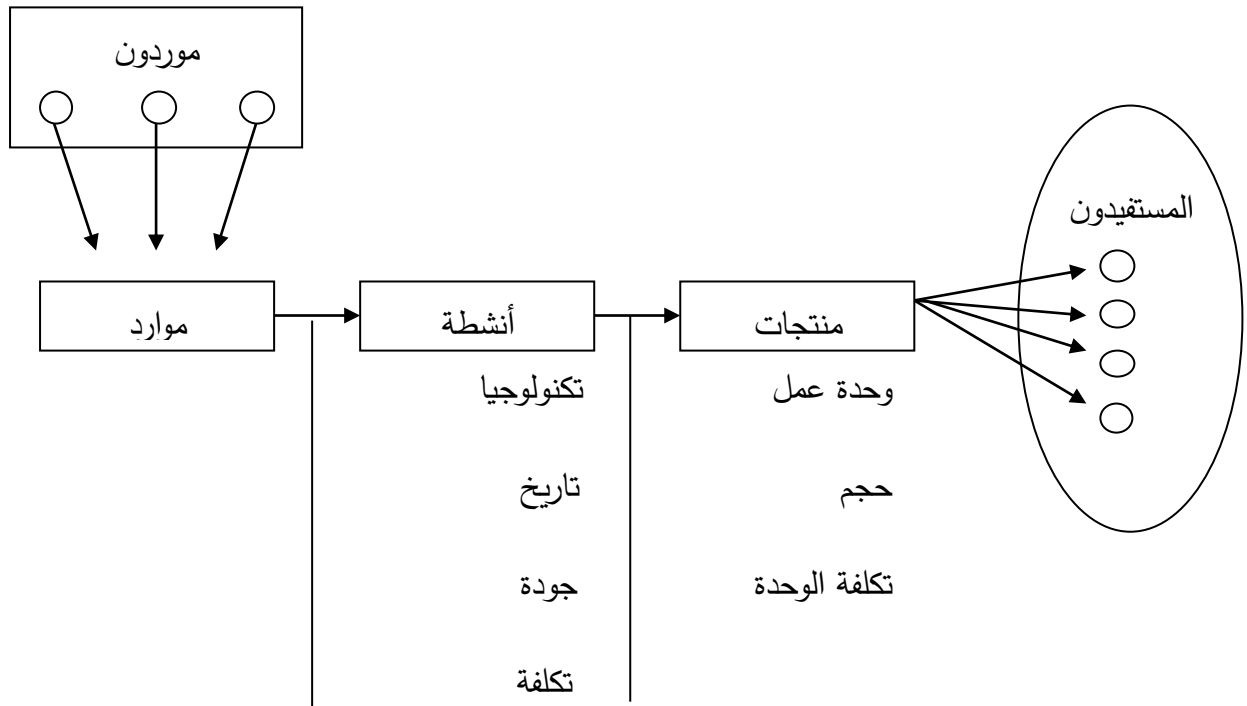 موردون
المستفيدون
موارد
أنشطة
منتجات
تكنولوجيا
وحدة عمل
تاريخ
حجم
جودة
تكلفة الوحدة
تكلفة